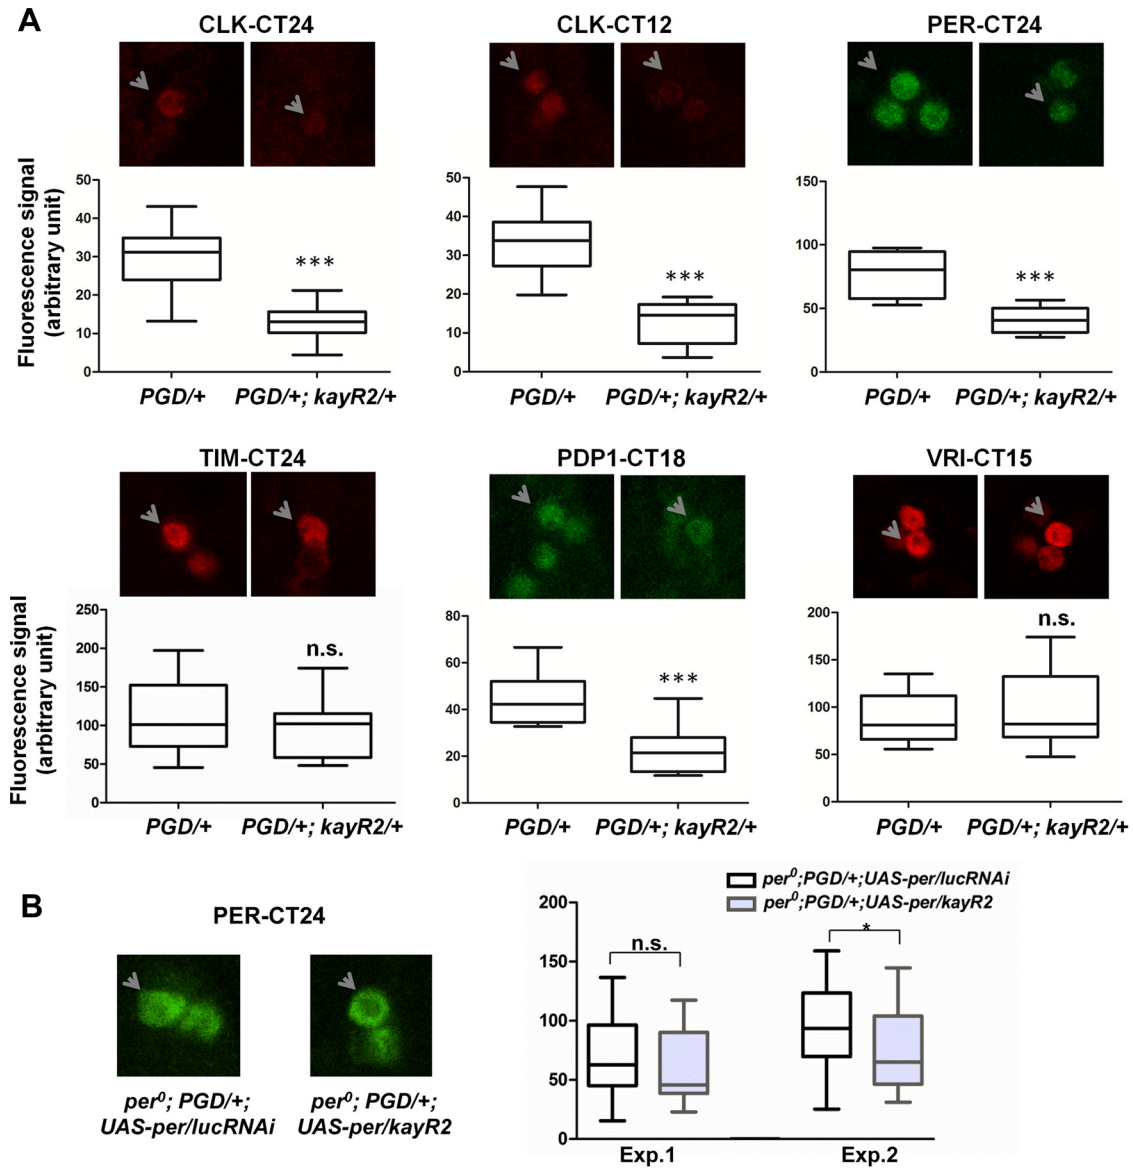 A
CLK-CT24
CLK-CT12
PER-CT24
Fluorescence signal
(arbitrary unit)
50
40
30
20
10
0
***
PGD/+
PGD/+; kayR2/+
50
40
30
20
10
0
***
PGD/+
PGD/+; kayR2/+
150
100
50
0
***
PGD/+
PGD/+; kayR2/+
TIM-CT24
PDP1-CT18
VRI-CT15
Fluorescence signal
(arbitrary unit)
250
200
150
100
50
0
n.s.
PGD/+
PGD/+; kayR2/+
80
60
40
20
0
***
PGD/+
PGD/+; kayR2/+
200
150
100
50
0
n.s.
PGD/+
PGD/+; kayR2/+
B
PER-CT24
per⁰; PGD/+;
UAS-per/lucRNAi
per⁰; PGD/+;
UAS-per/kayR2
per⁰;PGD/+;UAS-per/lucRNAi
per⁰;PGD/+;UAS-per/kayR2
200
150
100
50
0
n.s.
*
Exp.1
Exp.2